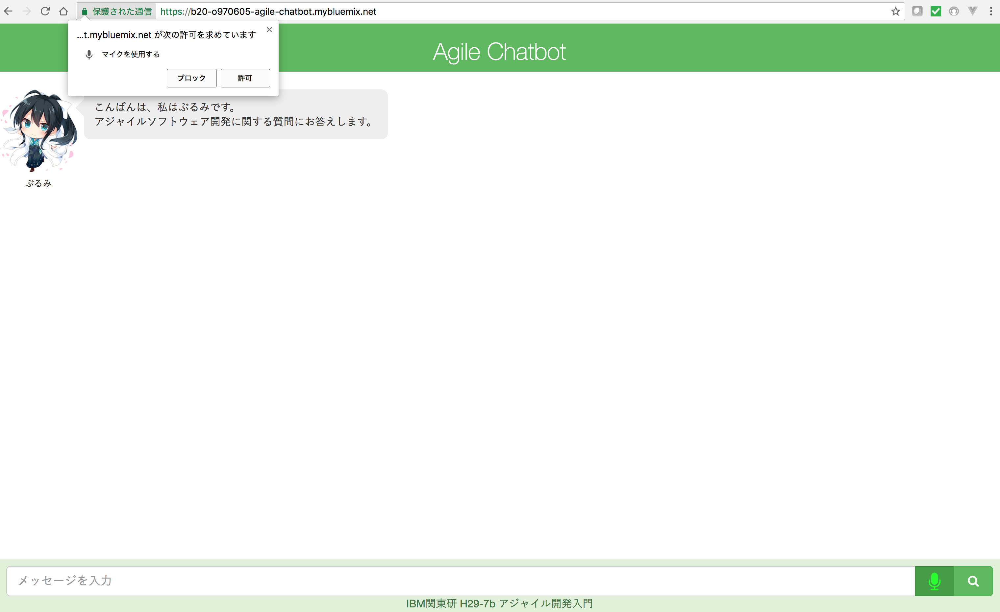 保護された通信 https://b20-o970605-agile-chatbot.mybluemix.net
...t.mybluemix.net が次の許可を求めています
マイクを使用する
ブロック 許可
Agile Chatbot
こんばんは、私はぶるみです。
アジャイルソフトウェア開発に関する質問にお答えします。
ぶるみ
メッセージを入力
IBM関東研 H29-7b アジャイル開発入門